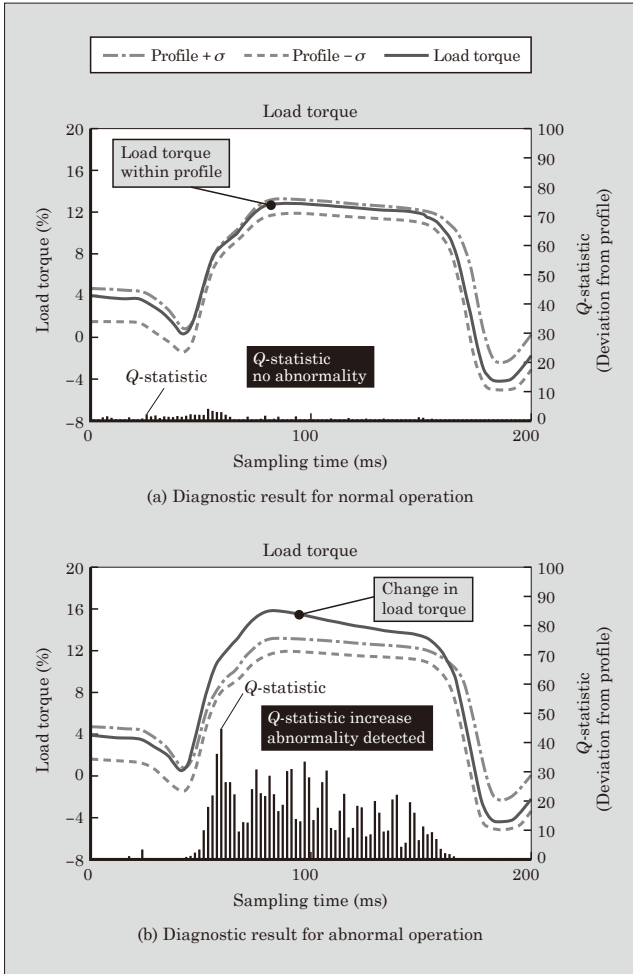 Profile +σ Profile −σ Load torque
Load torque
20
16
12
8
4
0
−4
−8
Load torque (%)
100
90
80
70
60
50
40
30
20
10
0
Q-statistic
(Deviation from profile)
Load torque
within profile
Q-statistic
Q-statistic
no abnormality
0 100 200
Sampling time (ms)
(a) Diagnostic result for normal operation
Load torque
20
16
12
8
4
0
−4
−8
Load torque (%)
100
90
80
70
60
50
40
30
20
10
0
Q-statistic
(Deviation from profile)
Change in
load torque
Q-statistic
Q-statistic increase
abnormality detected
0 100 200
Sampling time (ms)
(b) Diagnostic result for abnormal operation